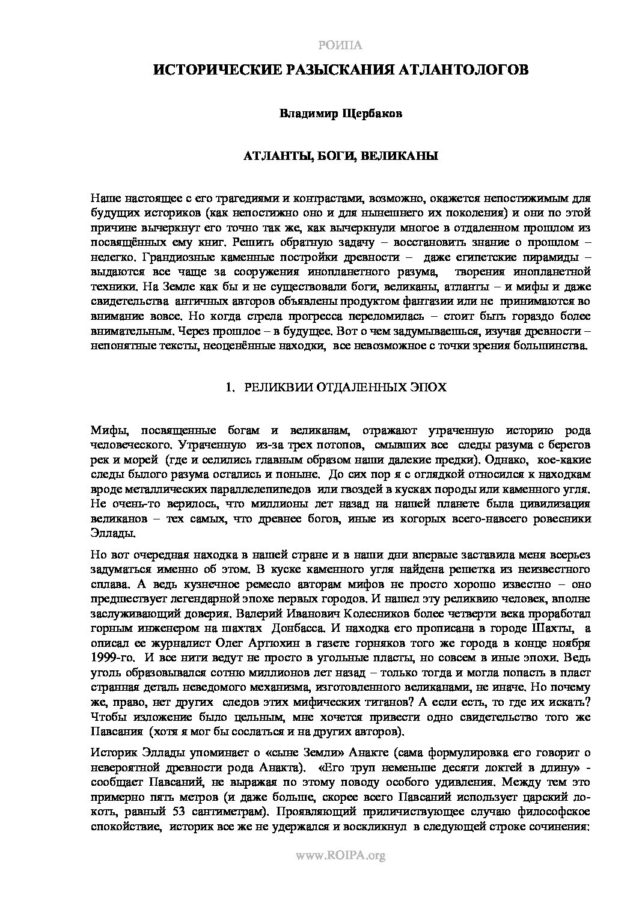 РОИПА
ИСТОРИЧЕСКИЕ РАЗЫСКАНИЯ АТЛАНТОЛОГОВ
Владимир Щербаков
АТЛАНТЫ, БОГИ, ВЕЛИКАНЫ
Наше настоящее с его трагедиями и контрастами, возможно, окажется непостижимым для
будущих историков (как непостижно оно и для нынешнего их поколения) и они по этой
причине вычеркнут его точно так же, как вычеркнули многое в отдаленном прошлом из
посвящённых ему книг. Решить обратную задачу – восстановить знание о прошлом –
нелегко. Грандиозные каменные постройки древности – даже египетские пирамиды –
выдаются все чаще за сооружения инопланетного разума, творения инопланетной
техники. На Земле как бы и не существовали боги, великаны, атланты – и мифы и даже
свидетельства античных авторов объявлены продуктом фантазии или не принимаются во
внимание вовсе. Но когда стрела прогресса переломилась – стоит быть гораздо более
внимательным. Через прошлое – в будущее. Вот о чем задумываешься, изучая древности –
непонятные тексты, неоценённые находки, все невозможное с точки зрения большинства.
1. РЕЛИКВИИ ОТДАЛЕННЫХ ЭПОХ
Мифы, посвященные богам и великанам, отражают утраченную историю рода
человеческого. Утраченную из-за трех потопов, смывших все следы разума с берегов
рек и морей (где и селились главным образом наши далекие предки). Однако, кое-какие
следы былого разума остались и поныне. До сих пор я с оглядкой относился к находкам
вроде металлических параллелепипедов или гвоздей в кусках породы или каменного угля.
Не очень-то верилось, что миллионы лет назад на нашей планете была цивилизация
великанов – тех самых, что древнее богов, иные из которых всего-навсего ровесники
Эллады.
Но вот очередная находка в нашей стране и в наши дни впервые заставила меня всерьез
задуматься именно об этом. В куске каменного угля найдена решетка из неизвестного
сплава. А ведь кузнечное ремесло авторам мифов не просто хорошо известно – оно
предшествует легендарной эпохе первых городов. И нашел эту реликвию человек, вполне
заслуживающий доверия. Валерий Иванович Колесников более четверти века проработал
горным инженером на шахтах Донбасса. И находка его прописана в городе Шахты, а
описал ее журналист Олег Артюхин в газете горняков того же города в конце ноября
1999-го. И все нити ведут не просто в угольные пласты, но совсем в иные эпохи. Ведь
уголь образовывался сотню миллионов лет назад – только тогда и могла попасть в пласт
странная деталь неведомого механизма, изготовленного великанами, не иначе. Но почему
же, право, нет других следов этих мифических титанов? А если есть, то где их искать?
Чтобы изложение было цельным, мне хочется привести одно свидетельство того же
Павсания (хотя я мог бы сослаться и на других авторов).
Историк Эллады упоминает о «сыне Земли» Анакте (сама формулировка его говорит о
невероятной древности рода Анакта). «Его труп неменьше десяти локтей в длину» -
сообщает Павсаний, не выражая по этому поводу особого удивления. Между тем это
примерно пять метров (и даже больше, скорее всего Павсаний использует царский ло-
коть, равный 53 сантиметрам). Проявляющий приличиствующее случаю философское
спокойствие, историк все же не удержался и воскликнул в следующей строке сочинения:
www.ROIPA.org